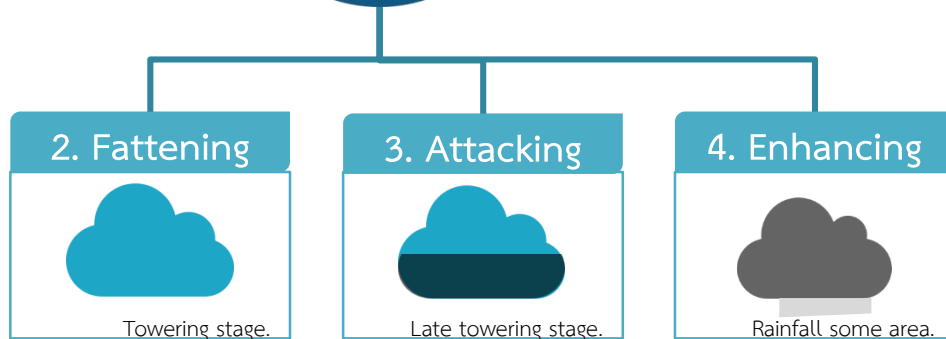 2. Fattening
3. Attacking
4. Enhancing
Towering stage.
Late towering stage.
Rainfall some area.